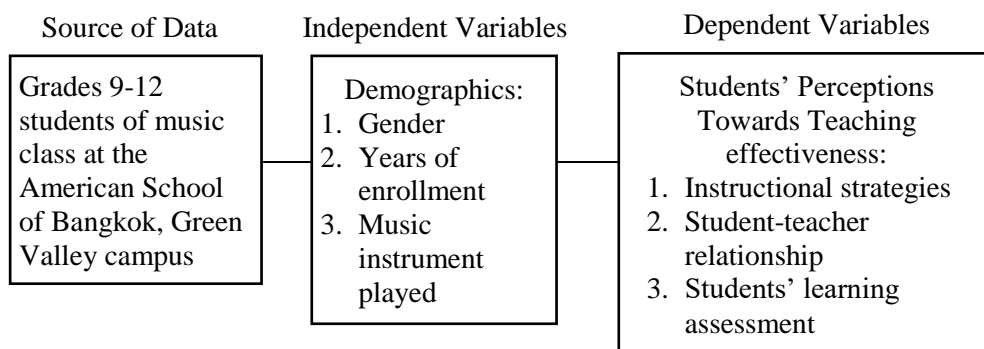 Source of Data
Grades 9-12
students of music
class at the
American School
of Bangkok, Green
Valley campus
Independent Variables
Demographics:
1. Gender
2. Years of
enrollment
3. Music
instrument
played
Dependent Variables
Students’ Perceptions
Towards Teaching
effectiveness:
1. Instructional strategies
2. Student-teacher
relationship
3. Students’ learning
assessment